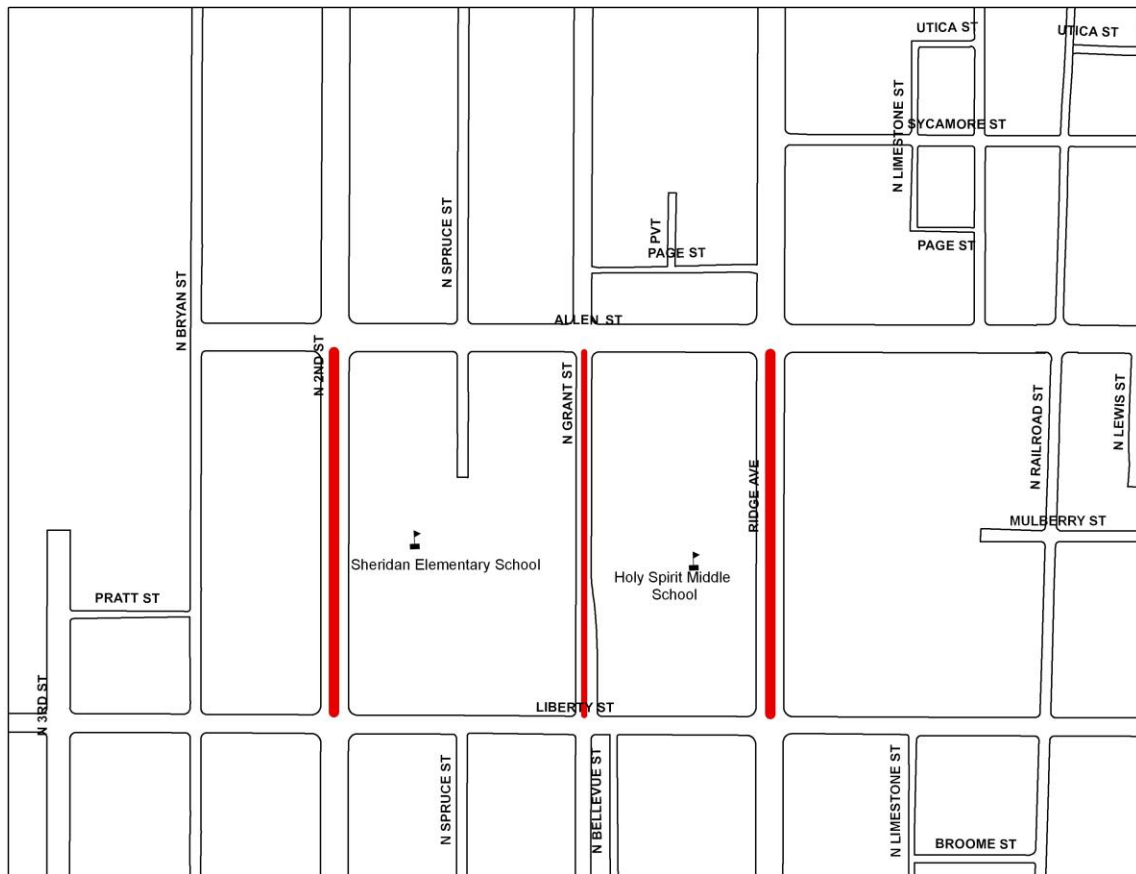 UTICA ST
UTICA ST
N LIMESTONE ST
SYCAMORE ST
N SPRUCE ST
PVT
PAGE ST
PAGE ST
N BRYAN ST
ALLEN ST
N 2ND ST
N GRANT ST
N LEWIS ST
N RAILROAD ST
RIDGE AVE
MULBERRY ST
Sheridan Elementary School
Holy Spirit Middle
School
PRATT ST
N 3RD ST
LIBERTY ST
N SPRUCE ST
N BELLEVUE ST
N LIMESTONE ST
BROOME ST